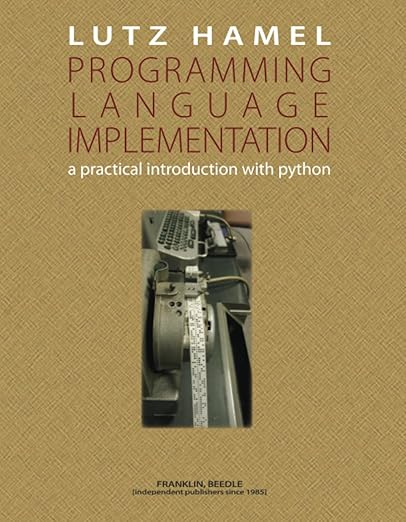 LUTZ HAMEL
PROGRAMMING
LANGUAGE
IMPLEMENTATION
a practical introduction with python
FRANKLIN, BEEDLE
[independent publishers since 1985]